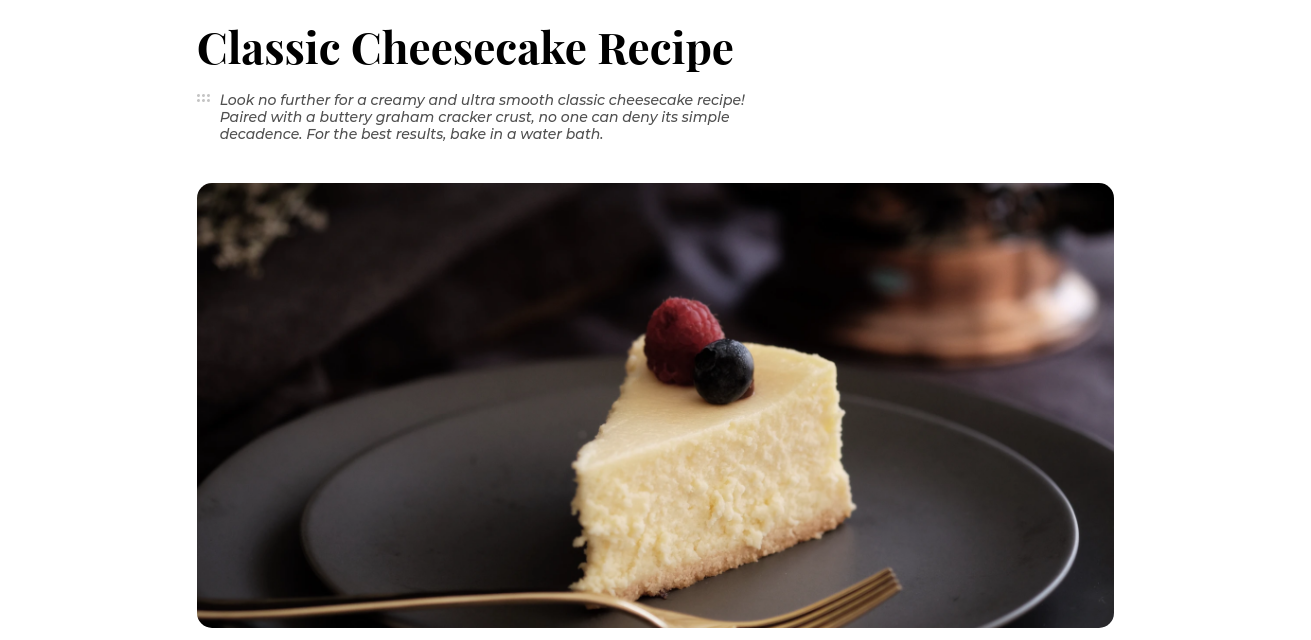 Classic Cheesecake Recipe
Look no further for a creamy and ultra smooth classic cheesecake recipe!
Paired with a buttery graham cracker crust, no one can deny its simple
decadence. For the best results, bake in a water bath.